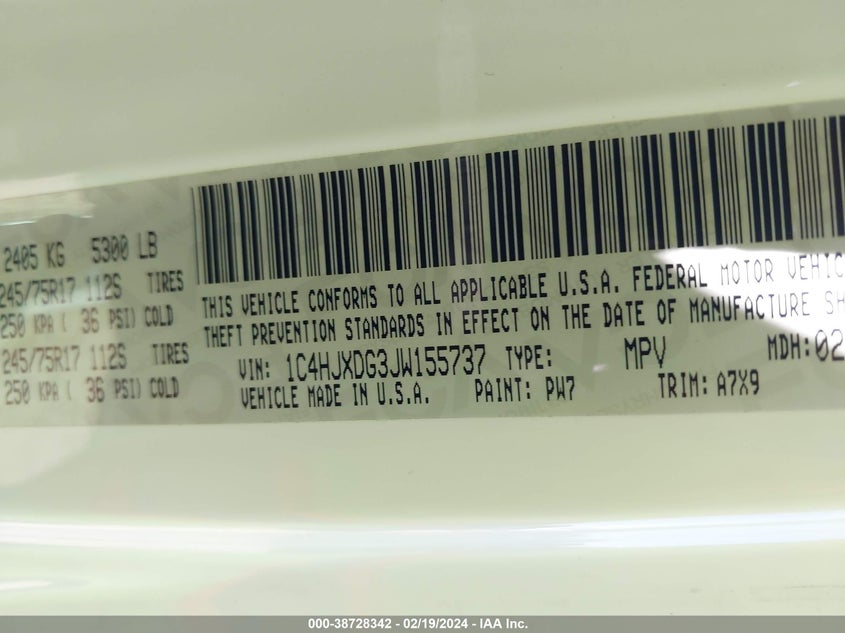 2405 KG 5300 LB
245/75R17 112S TIRES
250 KPA ( 36 PSI) COLD
245/75R17 112S TIRES
250 KPA ( 36 PSI) COLD
THIS VEHICLE CONFORMS TO ALL APPLICABLE U.S.A. FEDERAL MOTOR VEHIC
THEFT PREVENTION STANDARDS IN EFFECT ON THE DATE OF MANUFACTURE SH
VIN: 1C4HJXDG3JW155737 TYPE: MPV MDH:02
VEHICLE MADE IN U.S.A. PAINT: PW7 TRIM: A7X9
000-38728342 - 02/19/2024 - IAA Inc.